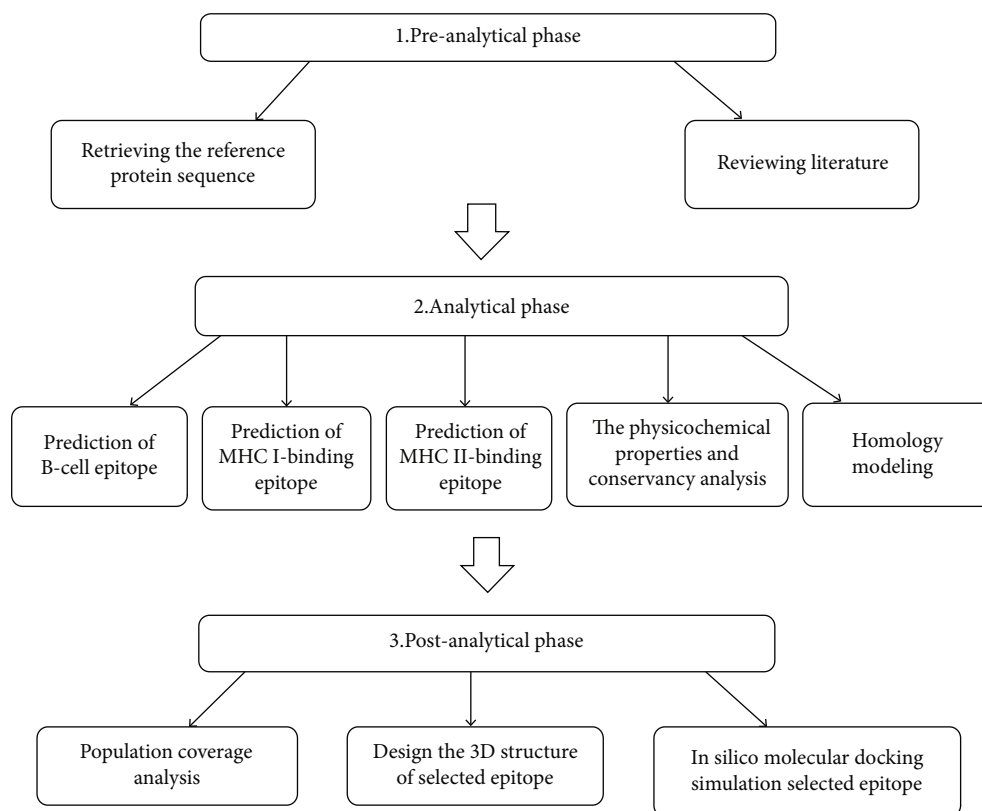 1.Pre-analytical phase
Retrieving the reference
protein sequence
Reviewing literature
2.Analytical phase
Prediction of
B-cell epitope
Prediction of
MHC I-binding
epitope
Prediction of
MHC II-binding
epitope
The physicochemical
properties and
conservancy analysis
Homology
modeling
3.Post-analytical phase
Population coverage
analysis
Design the 3D structure
of selected epitope
In silico molecular docking
simulation selected epitope